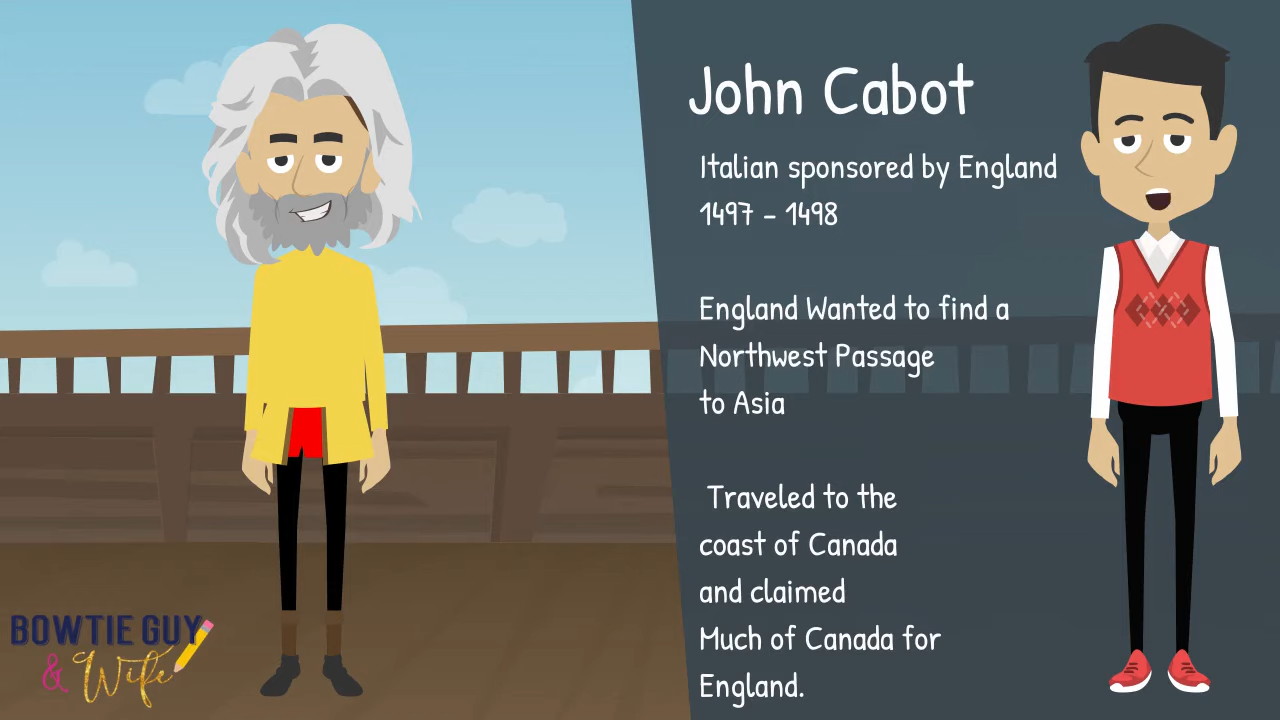 John Cabot
Italian sponsored by England
1497 - 1498
England Wanted to find a
Northwest Passage
to Asia
Traveled to the
coast of Canada
and claimed
Much of Canada for
England.
BOWTIE GUY
& Wife